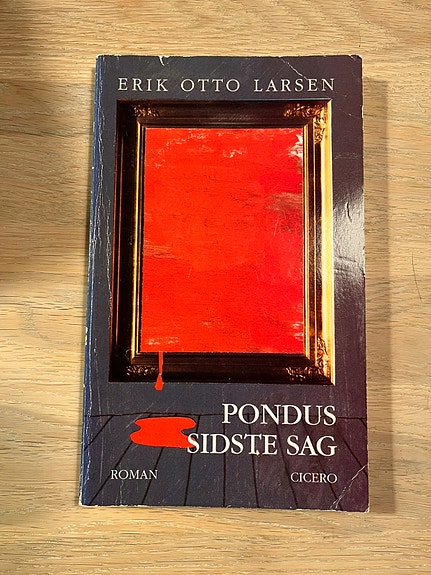 ERIK OTTO LARSEN
PONDUS
SIDSTE SAG
ROMAN
CICERO